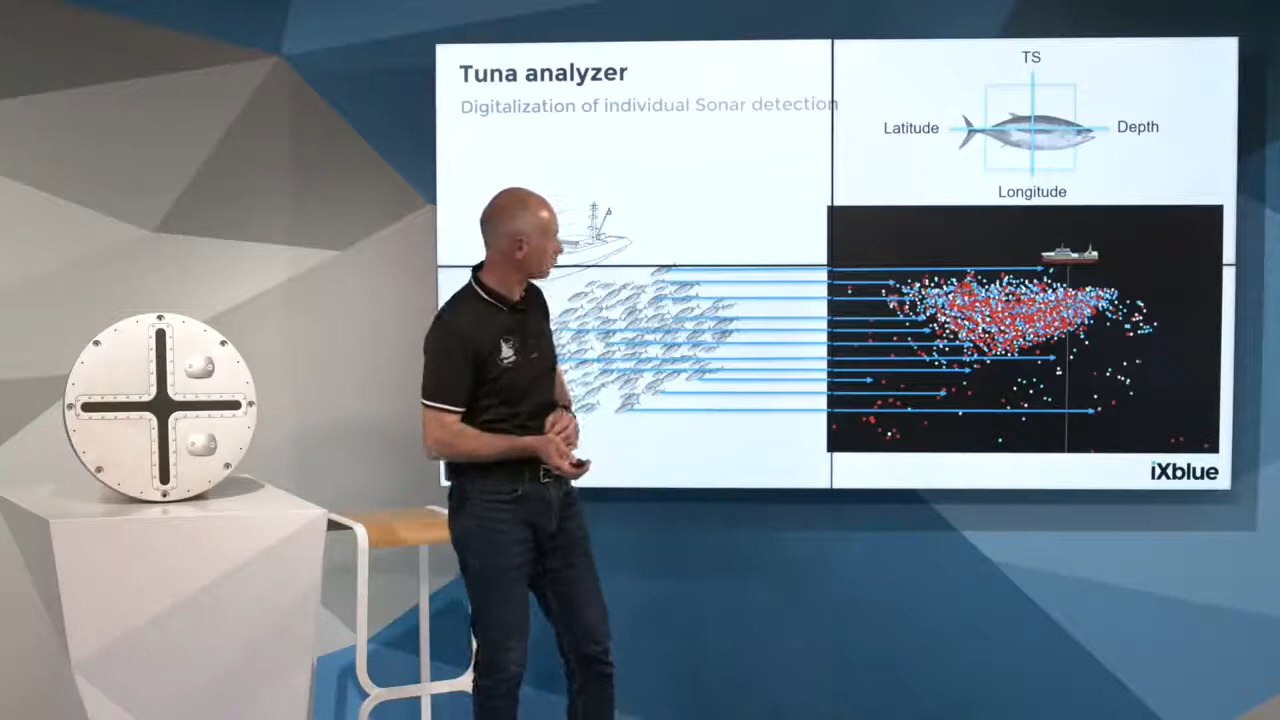 Tuna analyzer
Digitalization of individual Sonar detection
TS
Latitude
Depth
Longitude
iXblue